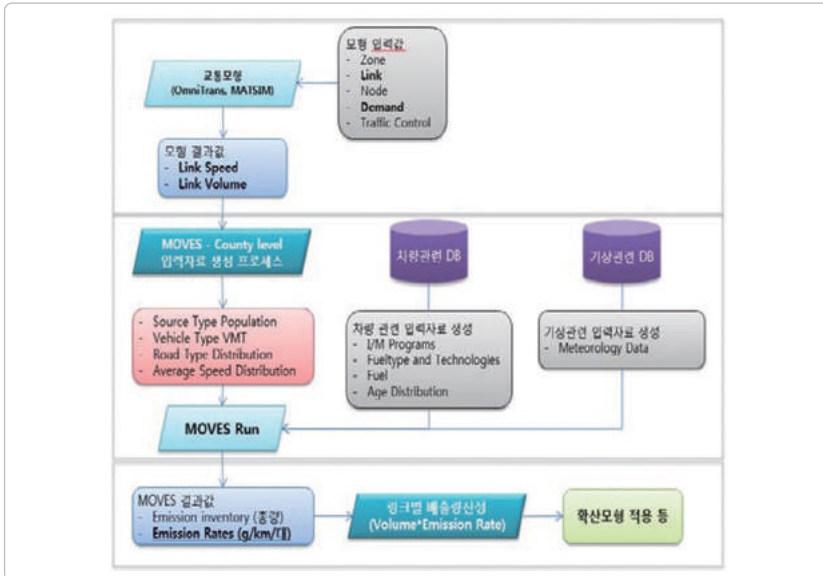 교통모형
(OmniTrans, MATSIM)
모형 입력값
- Zone
- Link
- Node
- Demand
- Traffic Control
모형 결과값
- Link Speed
- Link Volume
MOVES - County level
입력자료 생성 프로세스
차량관련 DB
기상관련 DB
- Source Type Population
- Vehicle Type VMT
- Road Type Distribution
- Average Speed Distribution
차량 관련 입력자료 생성
- I/M Programs
- Fueltype and Technologies
- Fuel
- Age Distribution
기상관련 입력자료 생성
- Meteorology Data
MOVES Run
MOVES 결과값
- Emission inventory (총량)
- Emission Rates (g/km/대)
링크별 배출량산정
(Volume*Emission Rate)
확산모형 적용 등